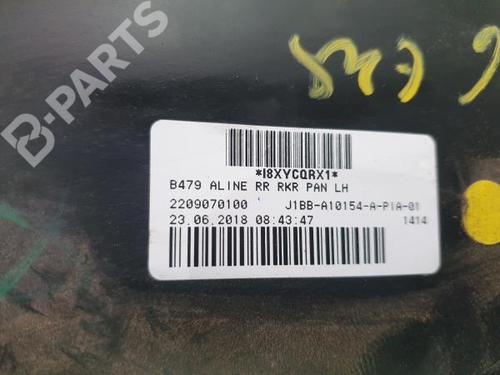 B-PARTS
*I8XYCQRX1*
B479 ALINE RR RKR PAN LH
2209070100 J1BB-A10154-A-PIA-01
23.06.2018 08:43:47 1414